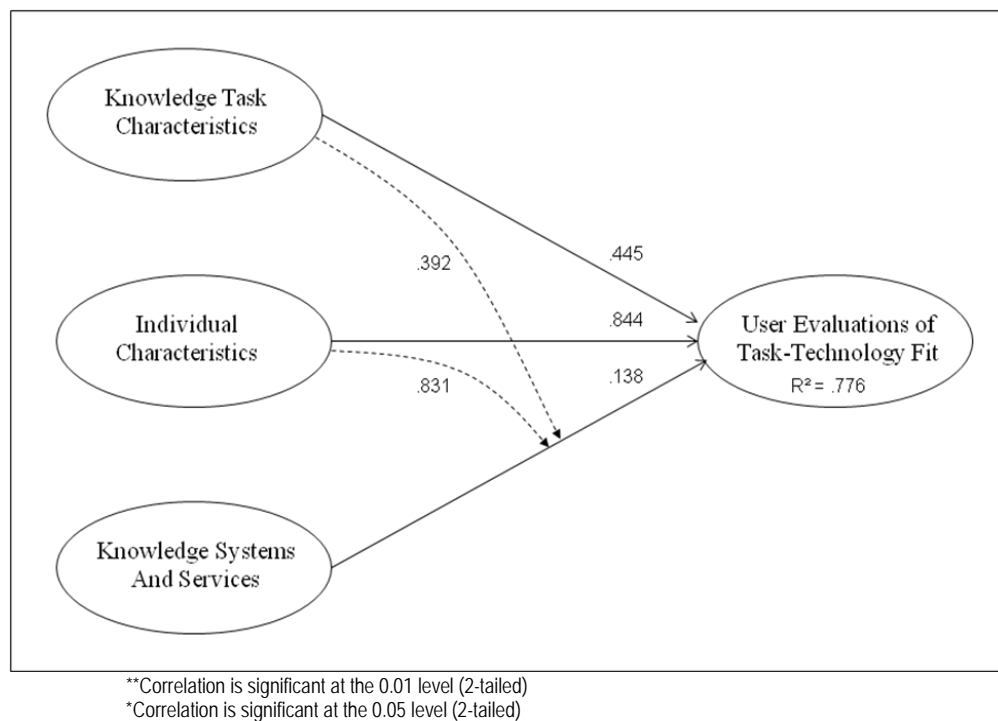 Knowledge Task
Characteristics
.445
.392
Individual
Characteristics
.844
User Evaluations of
Task-Technology Fit
R² = .776
.138
.831
Knowledge Systems
And Services
**Correlation is significant at the 0.01 level (2-tailed)
*Correlation is significant at the 0.05 level (2-tailed)